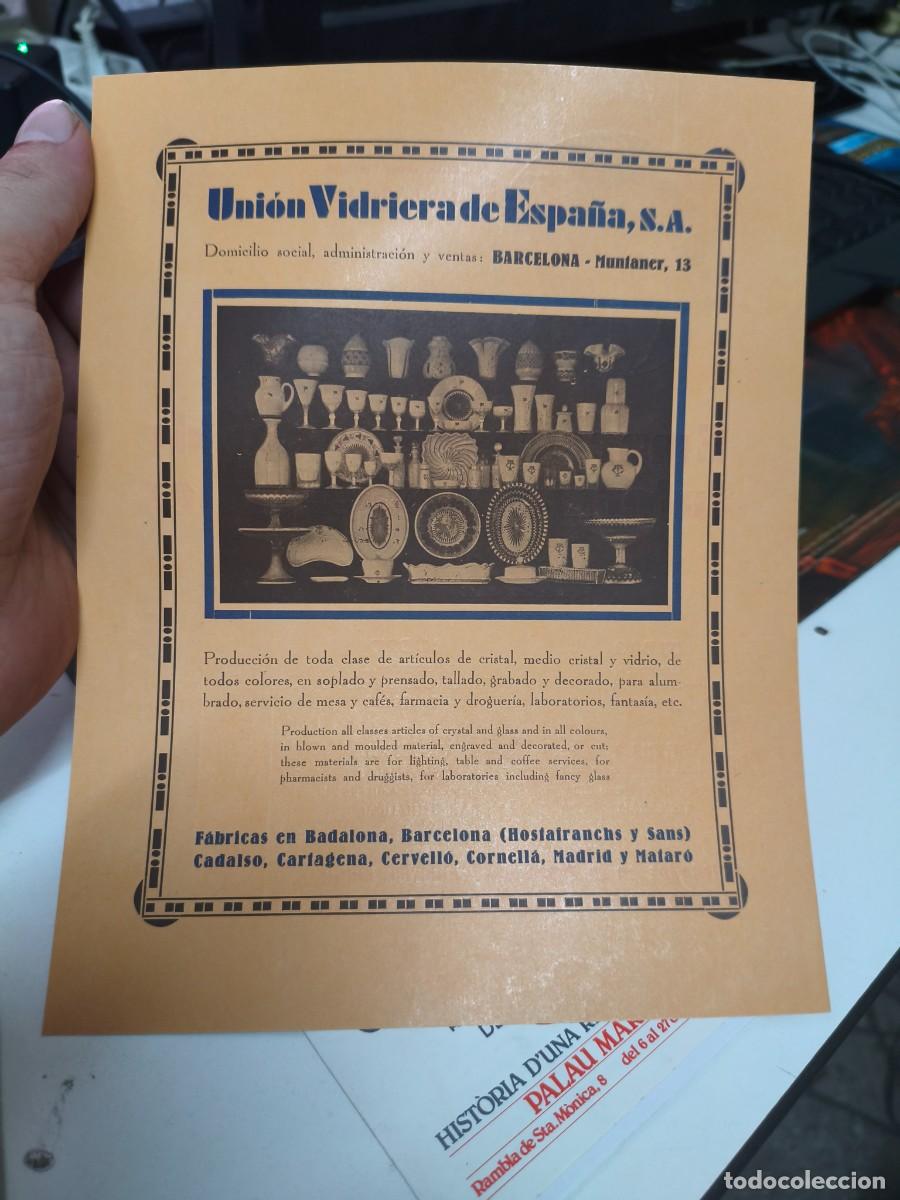 Unión Vidriera de España, S.A.
Domicilio social, administración y ventas: BARCELONA - Muntaner, 13
Producción de toda clase de artículos de cristal, medio cristal y vidrio, de
todos colores, en soplado y prensado, tallado, grabado y decorado, para alum-
brado, servicio de mesa y cafés, farmacia y droguería, laboratorios, fantasía, etc.
Production all classes articles of crystal and glass and in all colours,
in blown and moulded material, engraved and decorated, or cut;
these materials are for lighting, table and coffee services, for
pharmacists and druggists, for laboratories including fancy glass
Fábricas en Badalona, Barcelona (Hostafranchs y Sans)
Cadalso, Cartagena, Cervelló, Cornellá, Madrid y Mataró
HISTÒRIA D'UNA
PALAU MAR
Rambla de Sta. Mònica, 8 del 6 al 27
todocoleccion